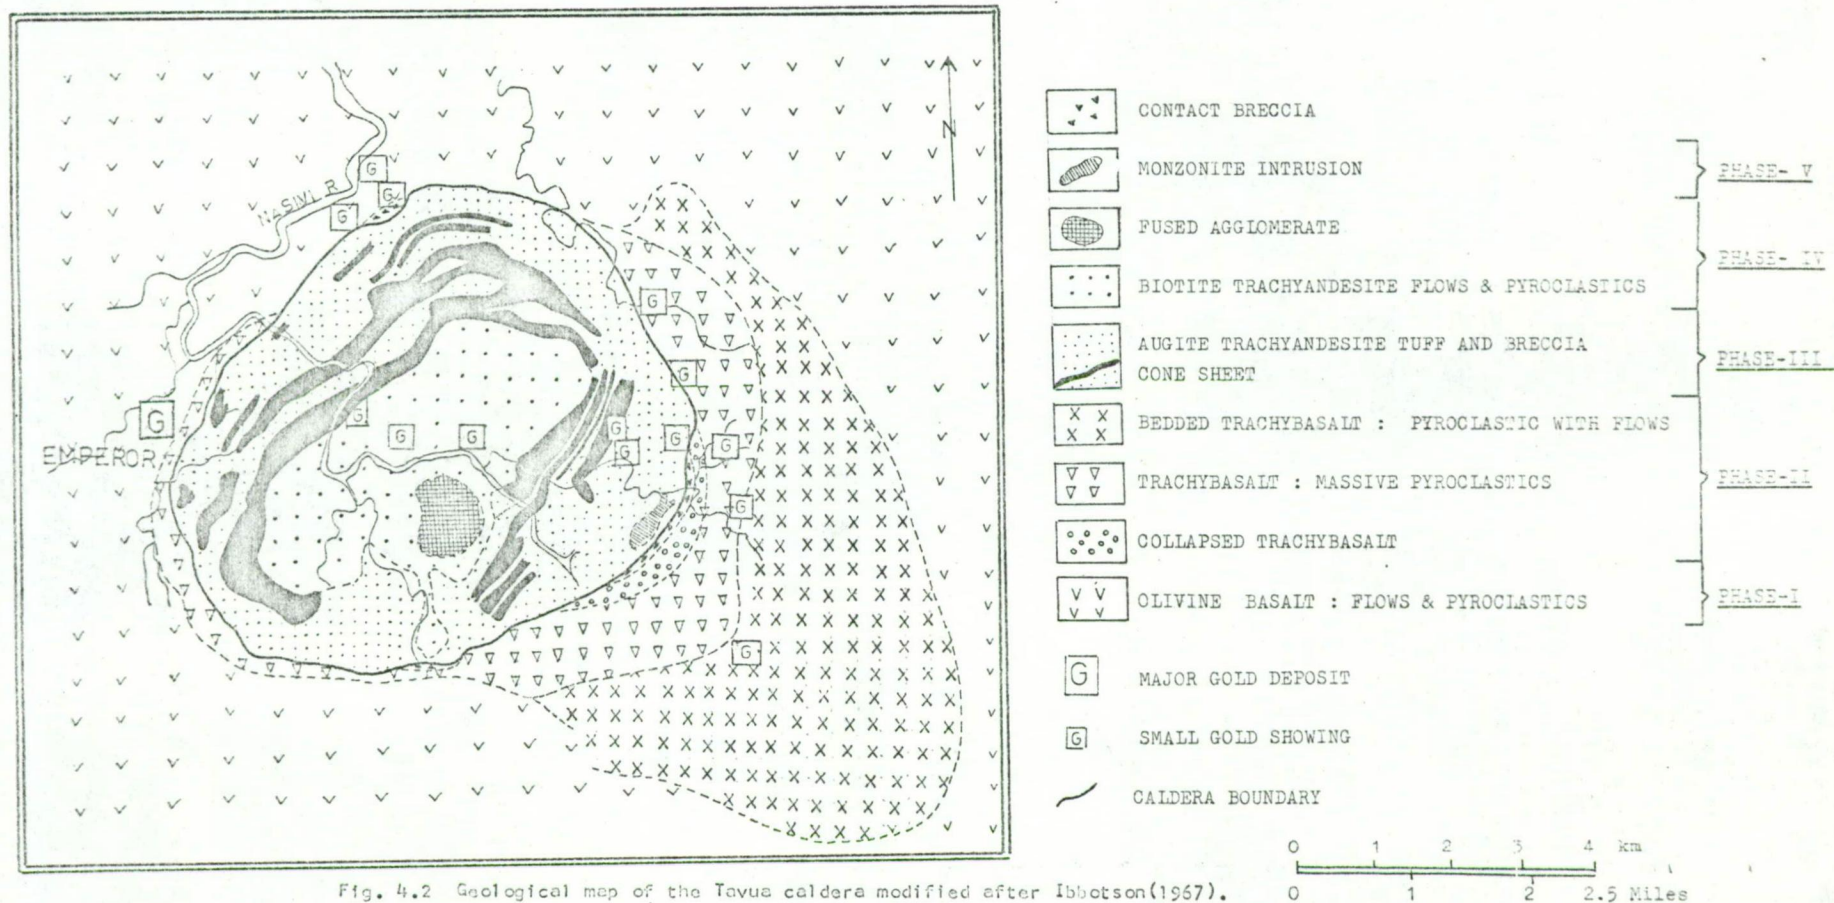 N
NASIVI R
G
G
G
G
G
G
EMPEROR
G
G
G
G
G
G
G
G
G
CONTACT BRECCIA
MONZONITE INTRUSION
PHASE- V
FUSED AGGLOMERATE
PHASE- IV
BIOTITE TRACHYANDESITE FLOWS & PYROCLASTICS
AUGITE TRACHYANDESITE TUFF AND BRECCIA
CONE SHEET
PHASE-III
BEDDED TRACHYBASALT : PYROCLASTIC WITH FLOWS
TRACHYBASALT : MASSIVE PYROCLASTICS
PHASE-II
COLLAPSED TRACHYBASALT
OLIVINE BASALT : FLOWS & PYROCLASTICS
PHASE-I
G MAJOR GOLD DEPOSIT
G SMALL GOLD SHOWING
CALDERA BOUNDARY
0 1 2 3 4 km
0 1 2 2.5 Miles
Fig. 4.2 Geological map of the Tavua caldera modified after Ibbotson(1967).